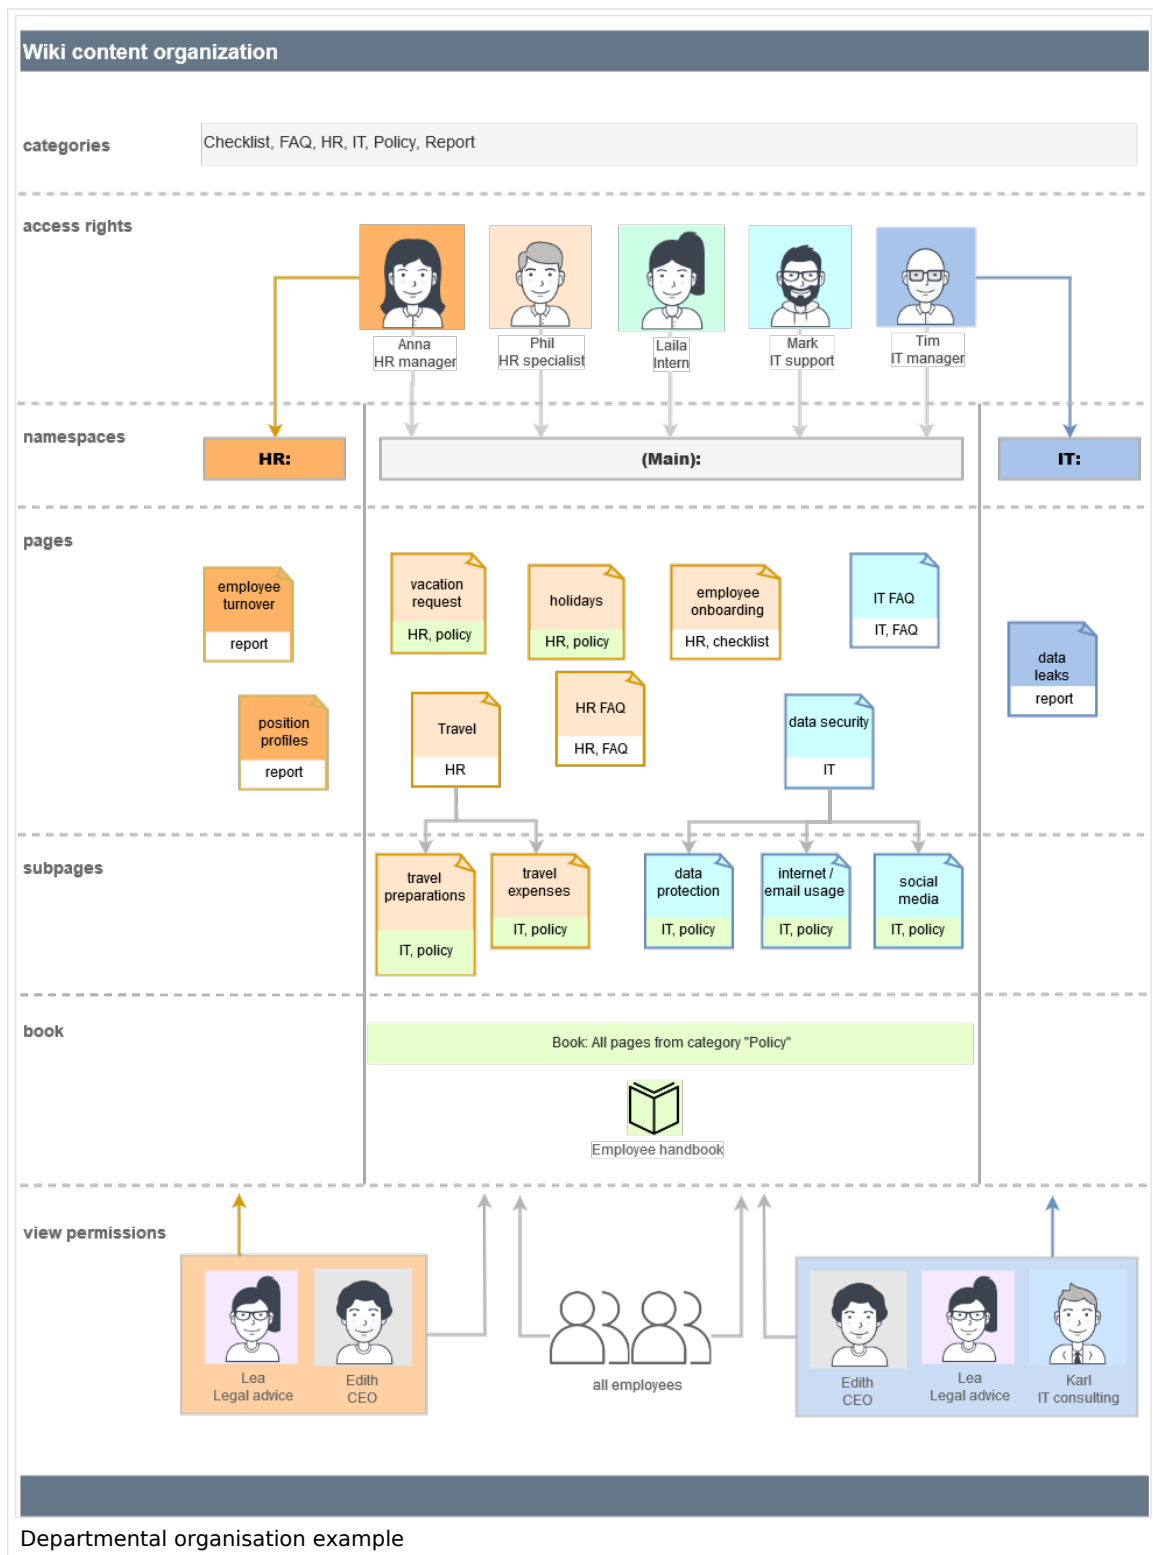 Wiki content organization
categories
Checklist, FAQ, HR, IT, Policy, Report
access rights
Anna
HR manager
Phil
HR specialist
Laila
Intern
Mark
IT support
Tim
IT manager
namespaces
HR:
(Main):
IT:
pages
employee
turnover
report
vacation
request
HR, policy
holidays
HR, policy
employee
onboarding
HR, checklist
IT FAQ
IT, FAQ
data
leaks
report
position
profiles
report
Travel
HR
HR FAQ
HR, FAQ
data security
IT
subpages
travel
preparations
IT, policy
travel
expenses
IT, policy
data
protection
IT, policy
internet /
email usage
IT, policy
social
media
IT, policy
book
Book: All pages from category "Policy"
Employee handbook
view permissions
Lea
Legal advice
Edith
CEO
all employees
Edith
CEO
Lea
Legal advice
Karl
IT consulting
Departmental organisation example